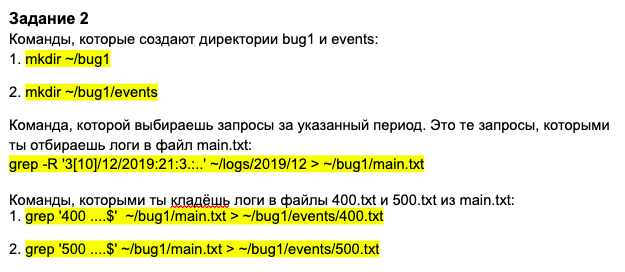 Задание 2
Команды, которые создают директории bug1 и events:
1. mkdir ~/bug1
2. mkdir ~/bug1/events
Команда, которой выбираешь запросы за указанный период. Это те запросы, которыми
ты отбираешь логи в файл main.txt:
grep -R '3[10]/12/2019:21:3.:..' ~/logs/2019/12 > ~/bug1/main.txt
Команды, которыми ты кладёшь логи в файлы 400.txt и 500.txt из main.txt:
1. grep '400 ....$'  ~/bug1/main.txt > ~/bug1/events/400.txt
2. grep '500 ....$' ~/bug1/main.txt > ~/bug1/events/500.txt